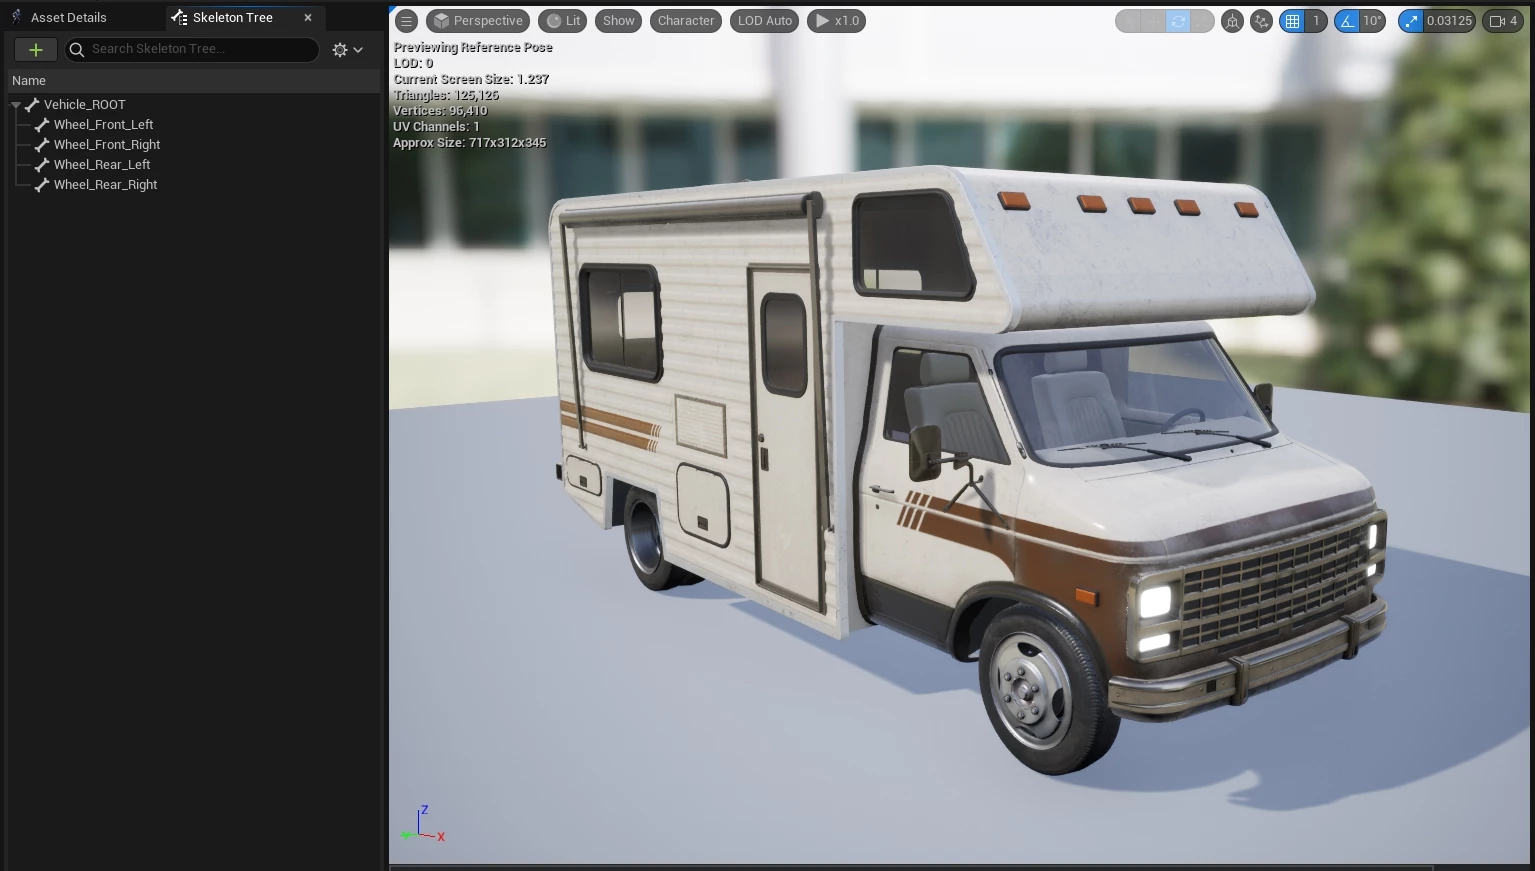 Asset Details
Skeleton Tree
Search Skeleton Tree...
Name
Vehicle_ROOT
Wheel_Front_Left
Wheel_Front_Right
Wheel_Rear_Left
Wheel_Rear_Right
Perspective
Lit
Show
Character
LOD Auto
x1.0
1
10°
0.03125
4
Previewing Reference Pose
LOD: 0
Current Screen Size: 1.237
Triangles: 125,126
Vertices: 96,410
UV Channels: 1
Approx Size: 717x312x345
Z
X